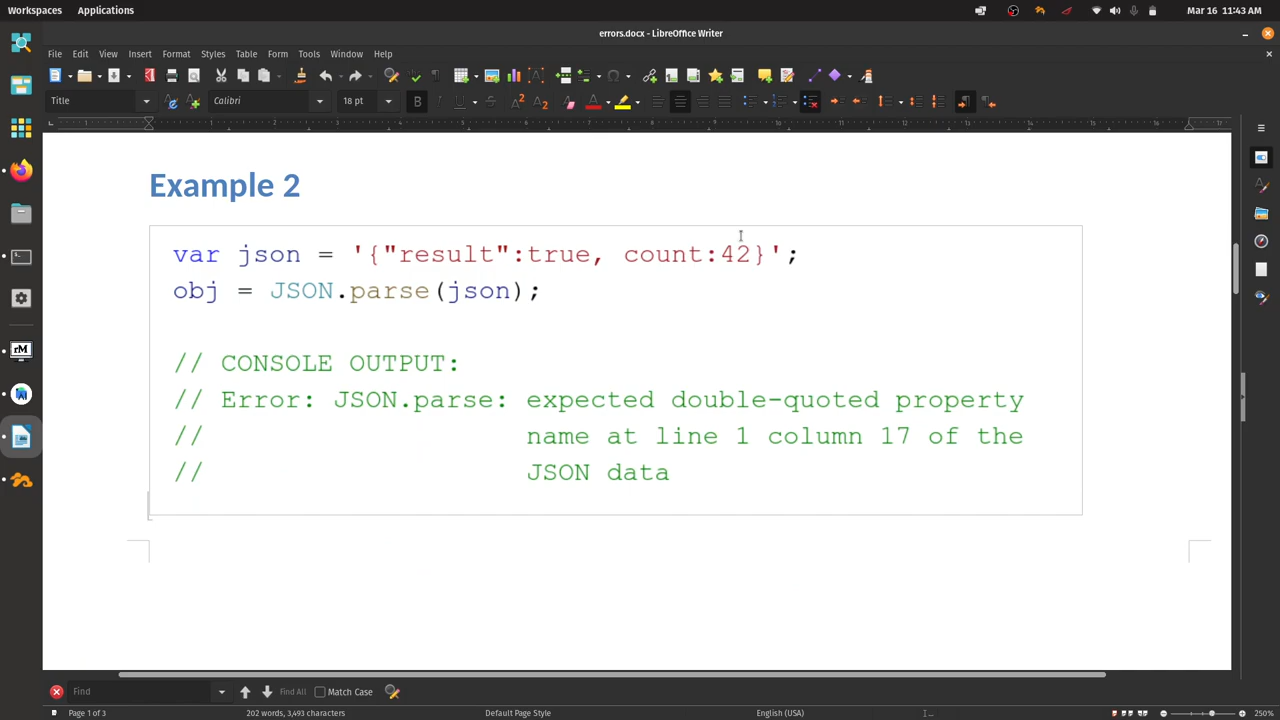 Workspaces Applications Mar 16 11:43 AM
errors.docx - LibreOffice Writer
File Edit View Insert Format Styles Table Form Tools Window Help
Title Calibri 18 pt
Example 2
var json = '{"result":true, count:42}';
obj = JSON.parse(json);
// CONSOLE OUTPUT:
// Error: JSON.parse: expected double-quoted property
// name at line 1 column 17 of the
// JSON data
Find Find All Match Case
Page 1 of 3 202 words, 3,493 characters Default Page Style English (USA) 250%